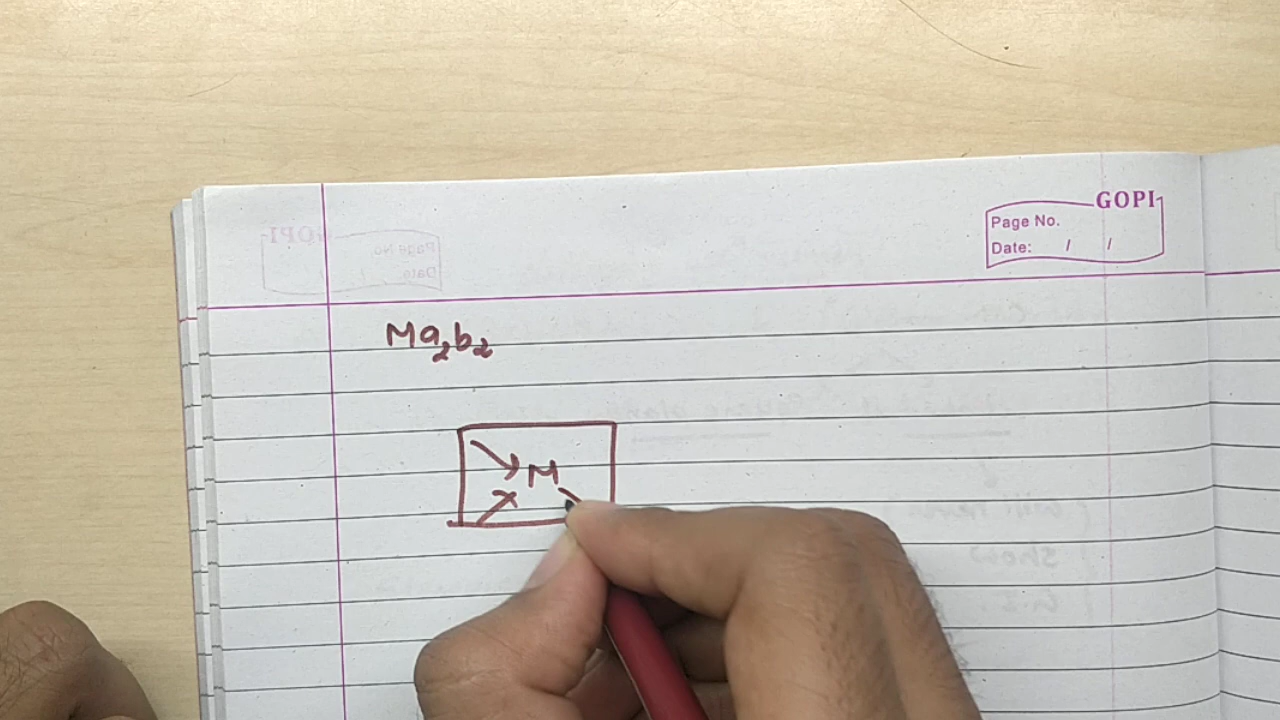 GOPI
Page No.
Date: / /
Ma₂b₂
M